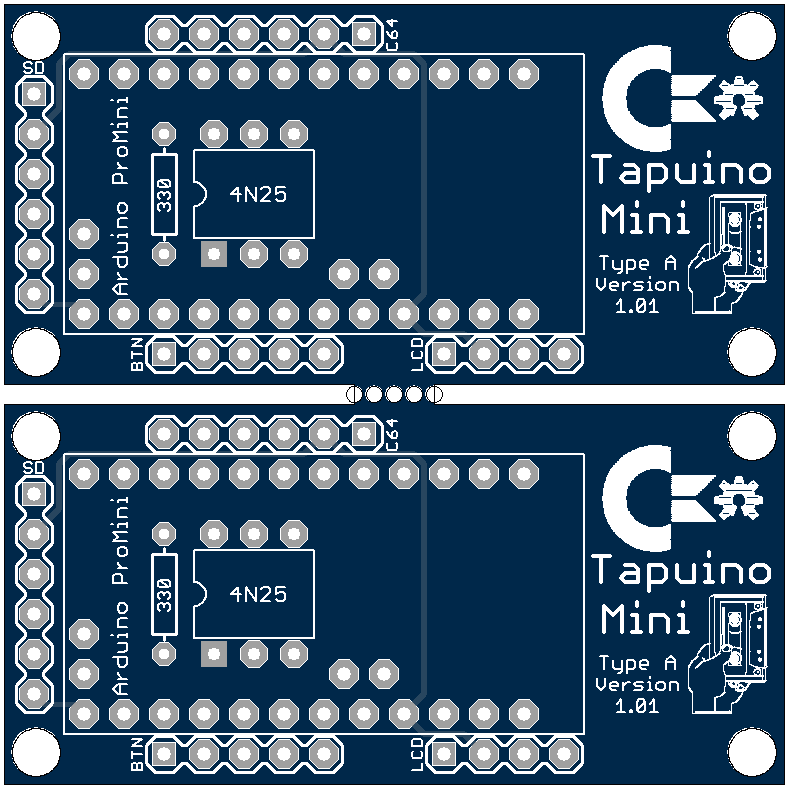 C64
SD
Arduino ProMini
330
4N25
Tapuino
Mini
Type A
Version
1.01
BTN
LCD
C64
SD
Arduino ProMini
330
4N25
Tapuino
Mini
Type A
Version
1.01
BTN
LCD